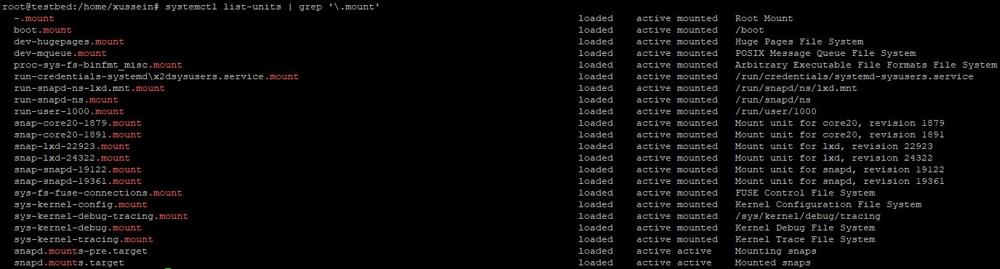 root@testbed:/home/xussein# systemctl list-units | grep '\.mount'
-.mount loaded active mounted Root Mount
boot.mount loaded active mounted /boot
dev-hugepages.mount loaded active mounted Huge Pages File System
dev-mqueue.mount loaded active mounted POSIX Message Queue File System
proc-sys-fs-binfmt_misc.mount loaded active mounted Arbitrary Executable File Formats File System
run-credentials-systemd\x2dsysusers.service.mount loaded active mounted /run/credentials/systemd-sysusers.service
run-snapd-ns-lxd.mnt.mount loaded active mounted /run/snapd/ns/lxd.mnt
run-snapd-ns.mount loaded active mounted /run/snapd/ns
run-user-1000.mount loaded active mounted /run/user/1000
snap-core20-1879.mount loaded active mounted Mount unit for core20, revision 1879
snap-core20-1891.mount loaded active mounted Mount unit for core20, revision 1891
snap-lxd-22923.mount loaded active mounted Mount unit for lxd, revision 22923
snap-lxd-24322.mount loaded active mounted Mount unit for lxd, revision 24322
snap-snapd-19122.mount loaded active mounted Mount unit for snapd, revision 19122
snap-snapd-19361.mount loaded active mounted Mount unit for snapd, revision 19361
sys-fs-fuse-connections.mount loaded active mounted FUSE Control File System
sys-kernel-config.mount loaded active mounted Kernel Configuration File System
sys-kernel-debug-tracing.mount loaded active mounted /sys/kernel/debug/tracing
sys-kernel-debug.mount loaded active mounted Kernel Debug File System
sys-kernel-tracing.mount loaded active mounted Kernel Trace File System
snapd.mounts-pre.target loaded active active Mounting snaps
snapd.mounts.target loaded active active Mounted snaps